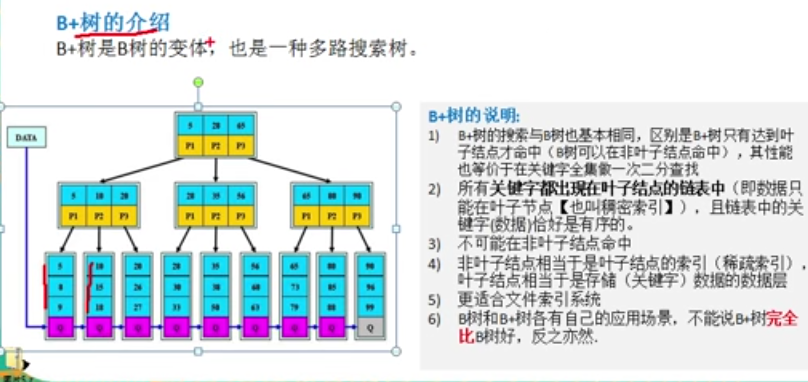 B+树的介绍
B+树是B树的变体，也是一种多路搜索树。
DATA
5 28 65
P1 P2 P3
5 10 20
P1 P2 P3
28 35 56
P1 P2 P3
65 80 90
P1 P2 P3
5 10 20 28 35 56 65 80 90
8 15 26 30 38 60 73 85 96
9 18 27 33 50 63 79 88 99
Q Q Q Q Q Q Q Q Q
B+树的说明:
1) B+树的搜索与B树也基本相同，区别是B+树只有达到叶
子结点才命中（B树可以在非叶子结点命中），其性能
也等价于在关键字全集做一次二分查找
2) 所有关键字都出现在叶子结点的链表中（即数据只
能在叶子节点【也叫稠密索引】），且链表中的关
键字(数据)恰好是有序的。
3) 不可能在非叶子结点命中
4) 非叶子结点相当于是叶子结点的索引（稀疏索引），
叶子结点相当于是存储（关键字）数据的数据层
5) 更适合文件索引系统
6) B树和B+树各有自己的应用场景，不能说B+树完全
比B树好，反之亦然.